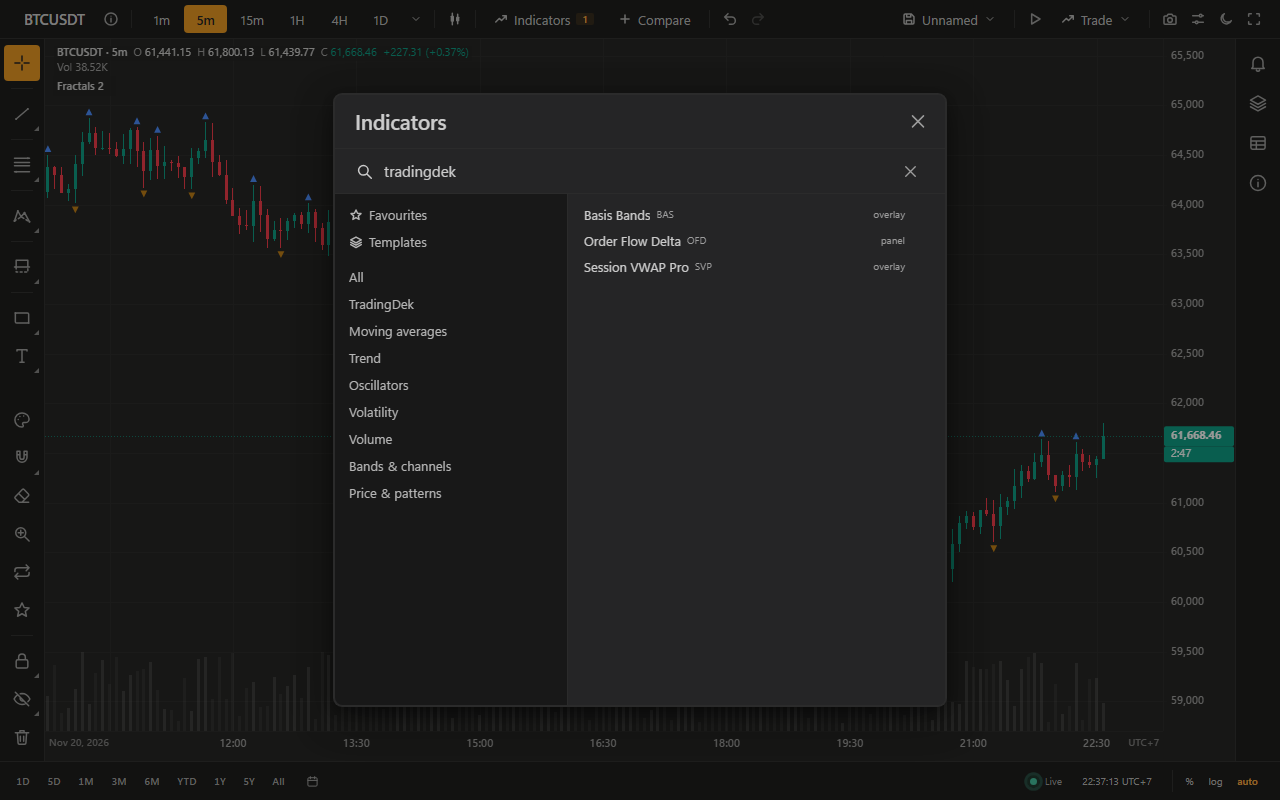 BTCUSDT 1m 5m 15m 1H 4H 1D Indicators 1 Compare Unnamed Trade
BTCUSDT · 5m O 61,441.15 H 61,800.13 L 61,439.77 C 61,668.46 +227.31 (+0.37%)
Vol 38.52K
Fractals 2
Indicators
tradingdek
Favourites
Templates
All
TradingDek
Moving averages
Trend
Oscillators
Volatility
Volume
Bands & channels
Price & patterns
Basis Bands BAS overlay
Order Flow Delta OFD panel
Session VWAP Pro SVP overlay
65,500
65,000
64,500
64,000
63,500
63,000
62,500
62,000
61,668.46
2:47
61,000
60,500
60,000
59,500
59,000
T
Nov 20, 2026 12:00 13:30 15:00 16:30 18:00 19:30 21:00 22:30 UTC+7
1D 5D 1M 3M 6M YTD 1Y 5Y All Live 22:37:13 UTC+7 % log auto